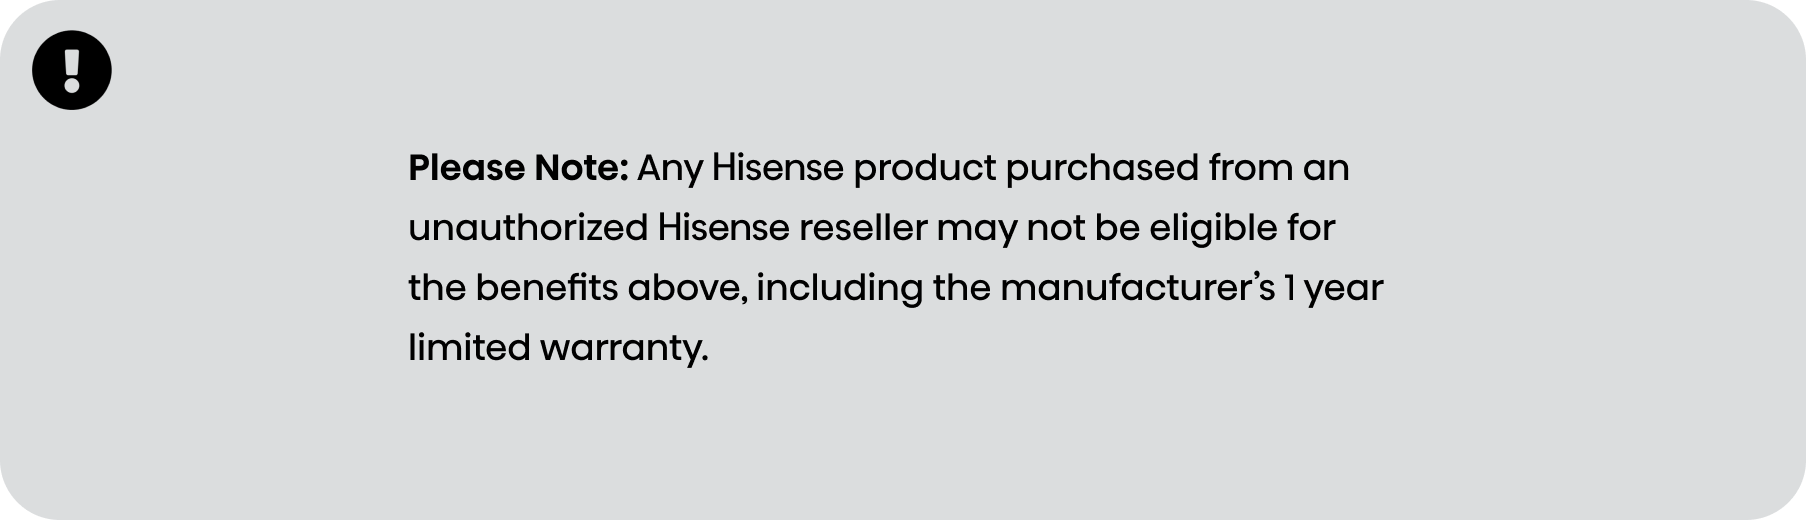 Please Note: Any Hisense product purchased from an
unauthorized Hisense reseller may not be eligible for
the benefits above, including the manufacturer’s 1 year
limited warranty.